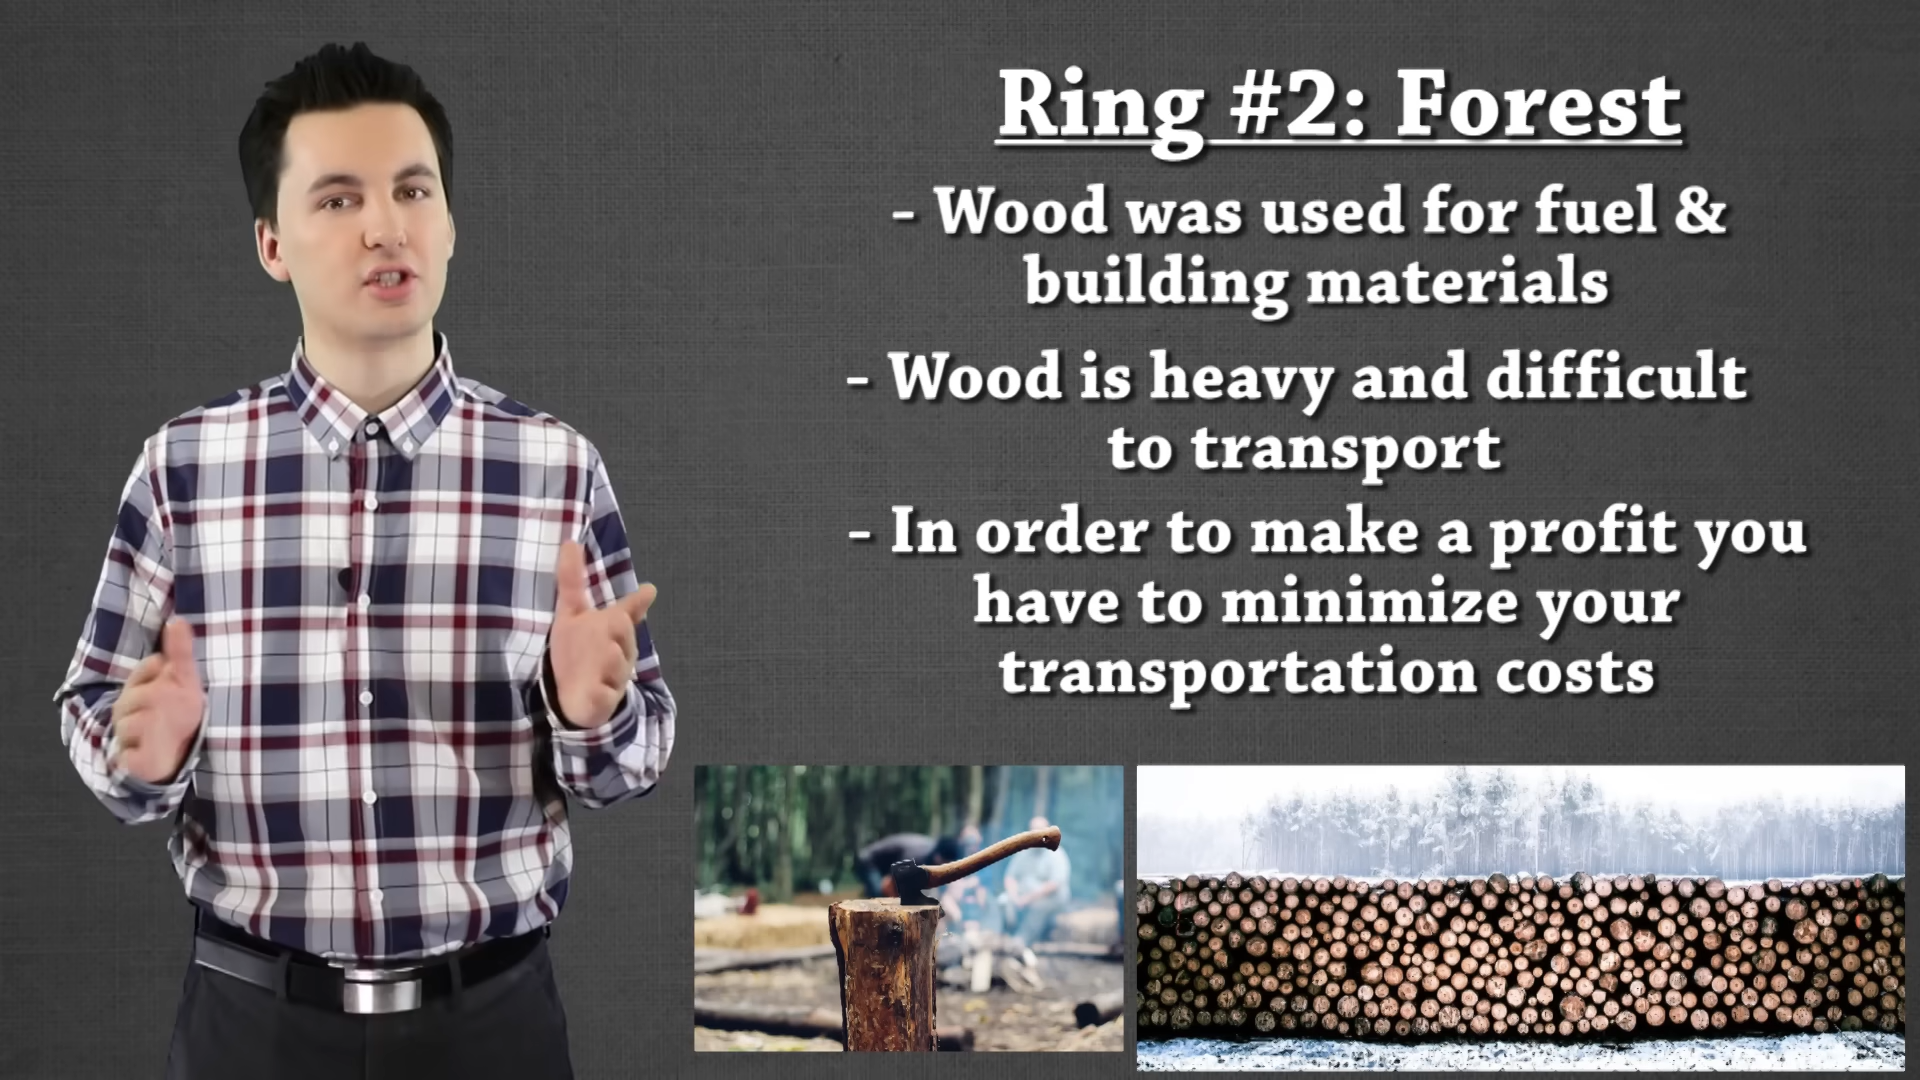 Ring #2: Forest
- Wood was used for fuel &
building materials
- Wood is heavy and difficult
to transport
- In order to make a profit you
have to minimize your
transportation costs